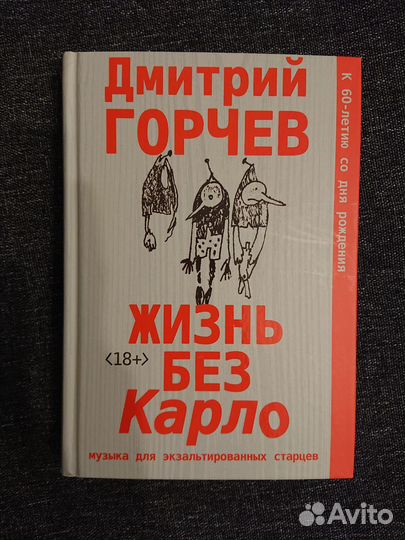 Дмитрий
ГОРЧЕВ
К 60-летию со дня рождения
ЖИЗНЬ
<18+> БЕЗ
Карло
музыка для экзальтированных старцев
Avito